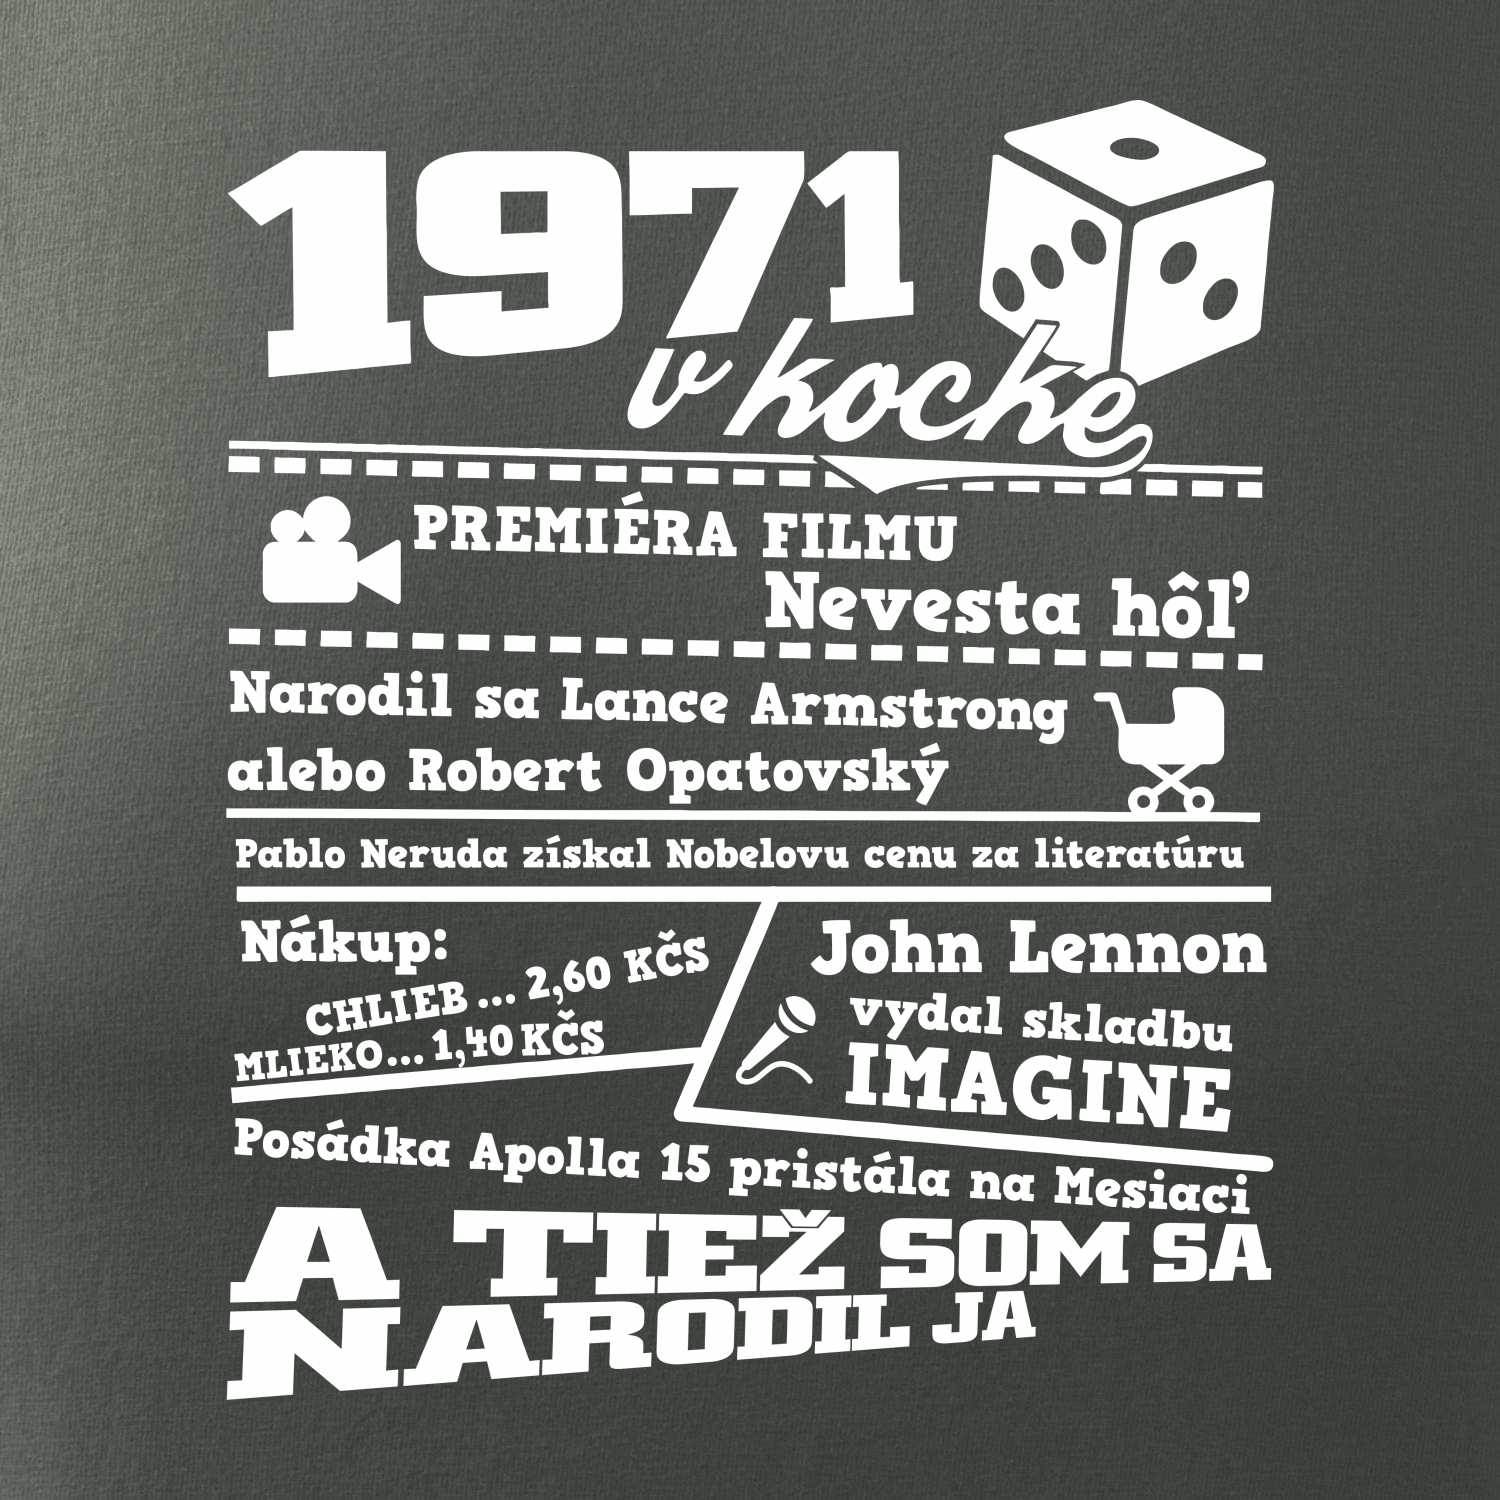 1971
v kocke
PREMIÉRA FILMU
Nevesta hôľ
Narodil sa Lance Armstrong
alebo Robert Opatovský
Pablo Neruda získal Nobelovu cenu za literatúru
Nákup:
CHLIEB ... 2,60 KČS
MLIEKO... 1,40 KČS
John Lennon
vydal skladbu
IMAGINE
Posádka Apolla 15 pristála na Mesiaci
A TIEŽ SOM SA
NARODIL JA